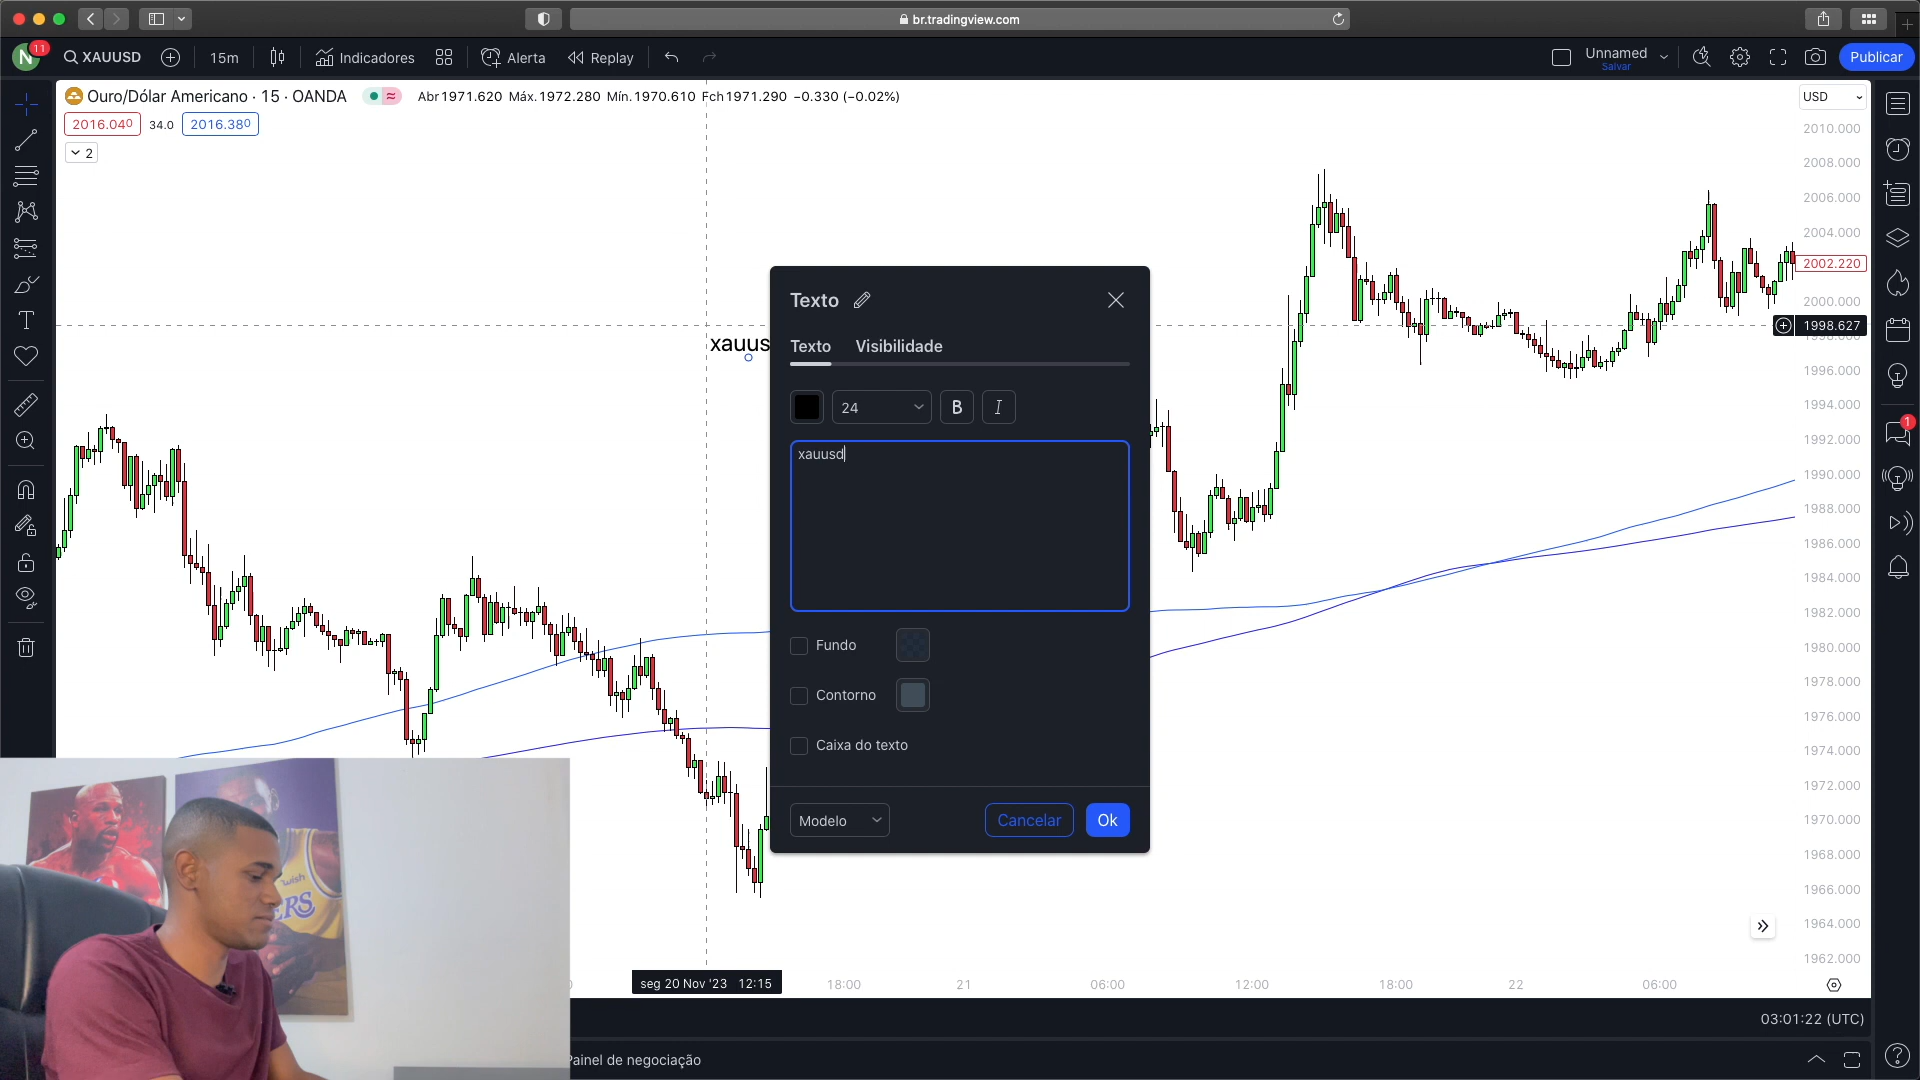 br.tradingview.com
N
11
XAUUSD
15m
Indicadores
Alerta
Replay
Unnamed
Salvar
Publicar
Ouro/Dólar Americano · 15 · OANDA
Abr1971.620 Máx.1972.280 Mín.1970.610 Fch1971.290 −0.330 (−0.02%)
USD
2016.040
34.0
2016.380
2
2010.000
2008.000
2006.000
2004.000
2002.220
2000.000
1998.627
1996.000
1994.000
1992.000
1990.000
1988.000
1986.000
1984.000
1982.000
1980.000
1978.000
1976.000
1974.000
1972.000
1970.000
1968.000
1966.000
1964.000
1962.000
1
xauus
Texto
Texto
Visibilidade
24
B
I
xauusd
Fundo
Contorno
Caixa do texto
Modelo
Cancelar
Ok
seg 20 Nov '23 12:15
18:00
21
06:00
12:00
18:00
22
06:00
03:01:22 (UTC)
Painel de negociação